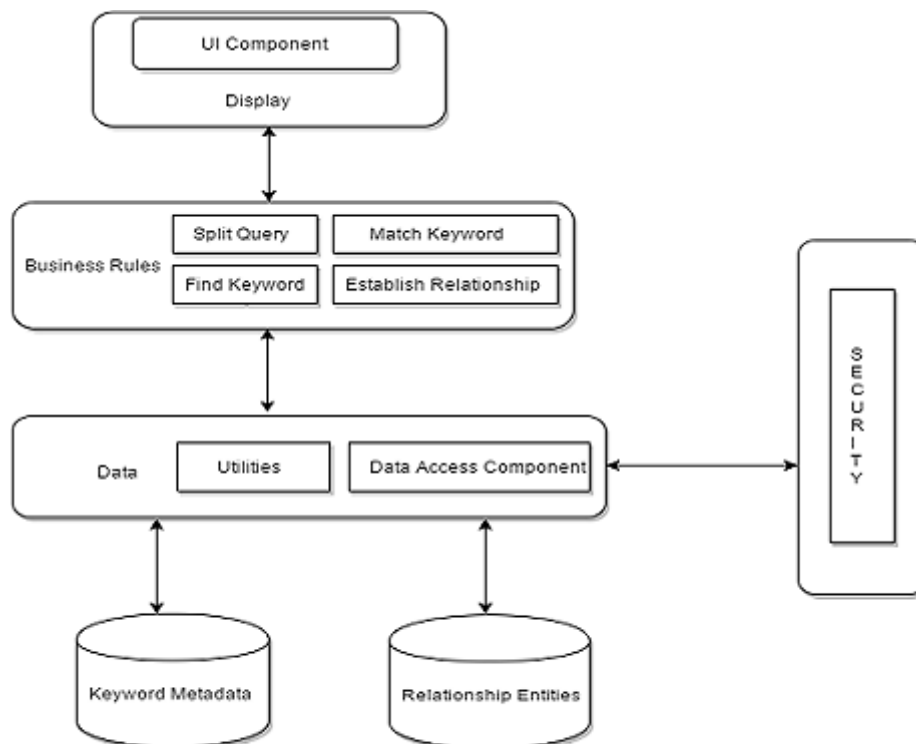 UI Component
Display
Split Query
Match Keyword
Business Rules
Find Keyword
Establish Relationship
SECURITY
Data
Utilities
Data Access Component
Keyword Metadata
Relationship Entities